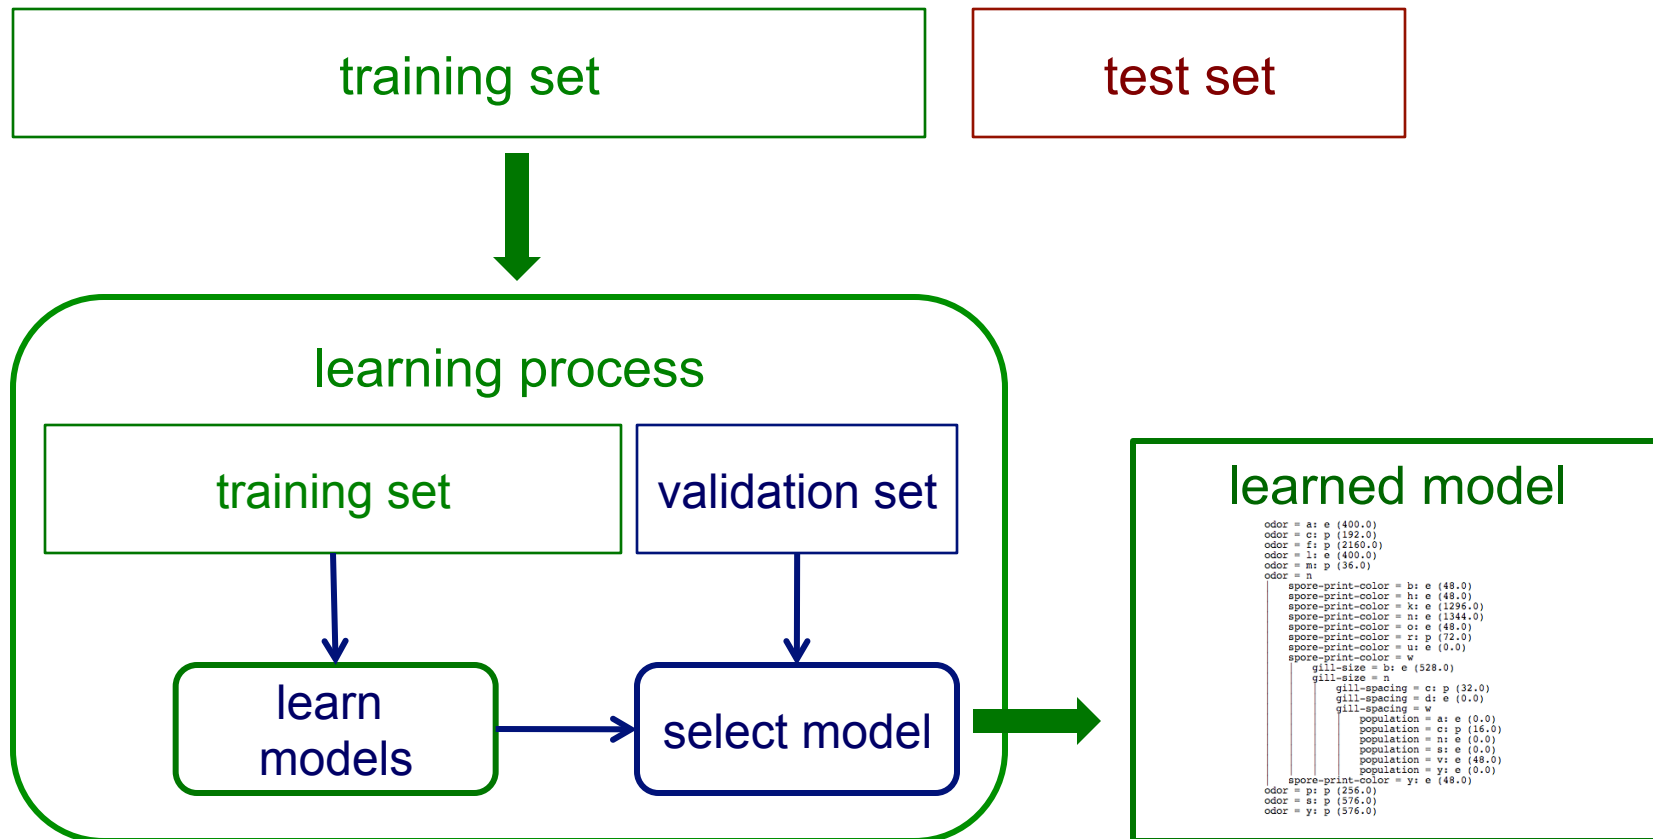 training set
test set
learning process
training set
validation set
learn
models
select model
learned model
odor = a: e (400.0)
odor = c: p (192.0)
odor = f: p (2160.0)
odor = l: e (400.0)
odor = m: p (36.0)
odor = n
| spore-print-color = b: e (48.0)
| spore-print-color = h: e (48.0)
| spore-print-color = k: e (1296.0)
| spore-print-color = n: e (1344.0)
| spore-print-color = o: e (48.0)
| spore-print-color = r: p (72.0)
| spore-print-color = u: e (0.0)
| spore-print-color = w
| | gill-size = b: e (528.0)
| | gill-size = n
| | | gill-spacing = c: p (32.0)
| | | gill-spacing = d: e (0.0)
| | | gill-spacing = w
| | | | population = a: e (0.0)
| | | | population = c: p (16.0)
| | | | population = n: e (0.0)
| | | | population = s: e (0.0)
| | | | population = v: e (48.0)
| | | | population = y: e (0.0)
| spore-print-color = y: e (48.0)
odor = p: p (256.0)
odor = s: p (576.0)
odor = y: p (576.0)